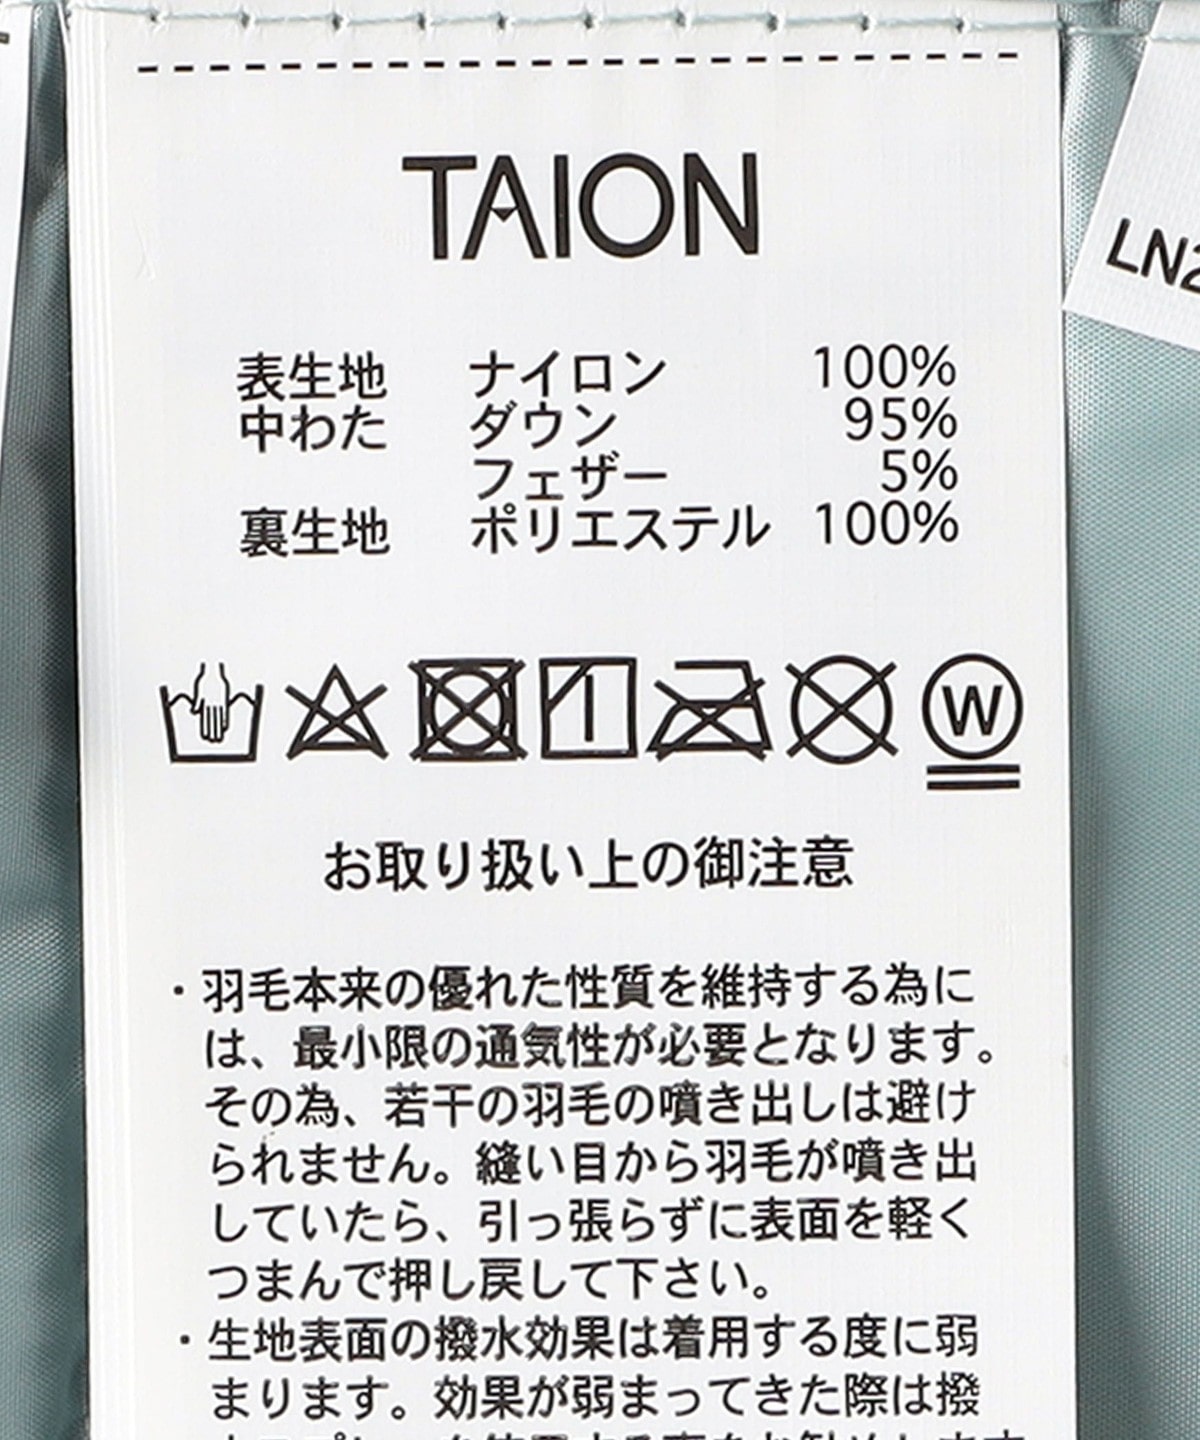 TAION
LN2
表生地 ナイロン 100%
中わた ダウン 95%
フェザー 5%
裏生地 ポリエステル 100%
W
お取り扱い上の御注意
・羽毛本来の優れた性質を維持する為に
は、最小限の通気性が必要となります。
その為、若干の羽毛の噴き出しは避け
られません。縫い目から羽毛が噴き出
していたら、引っ張らずに表面を軽く
つまんで押し戻して下さい。
・生地表面の撥水効果は着用する度に弱
まります。効果が弱まってきた際は撥